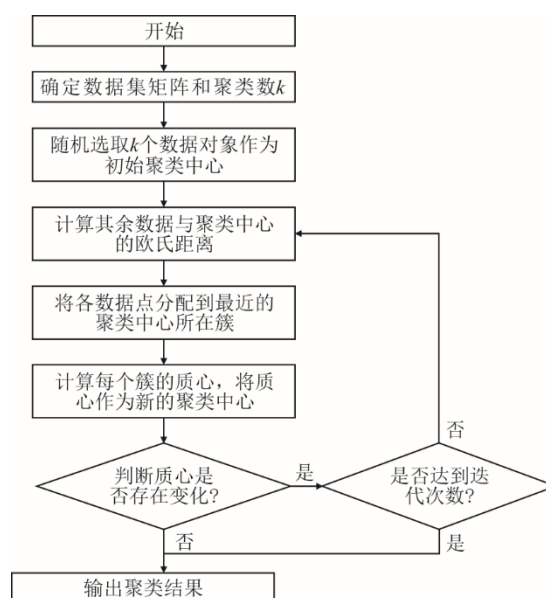 开始
确定数据集矩阵和聚类数k
随机选取k个数据对象作为
初始聚类中心
计算其余数据与聚类中心
的欧氏距离
将各数据点分配到最近的
聚类中心所在簇
计算每个簇的质心，将质
心作为新的聚类中心
否
判断质心是
否存在变化?
是
是否达到迭
代次数?
否
是
输出聚类结果